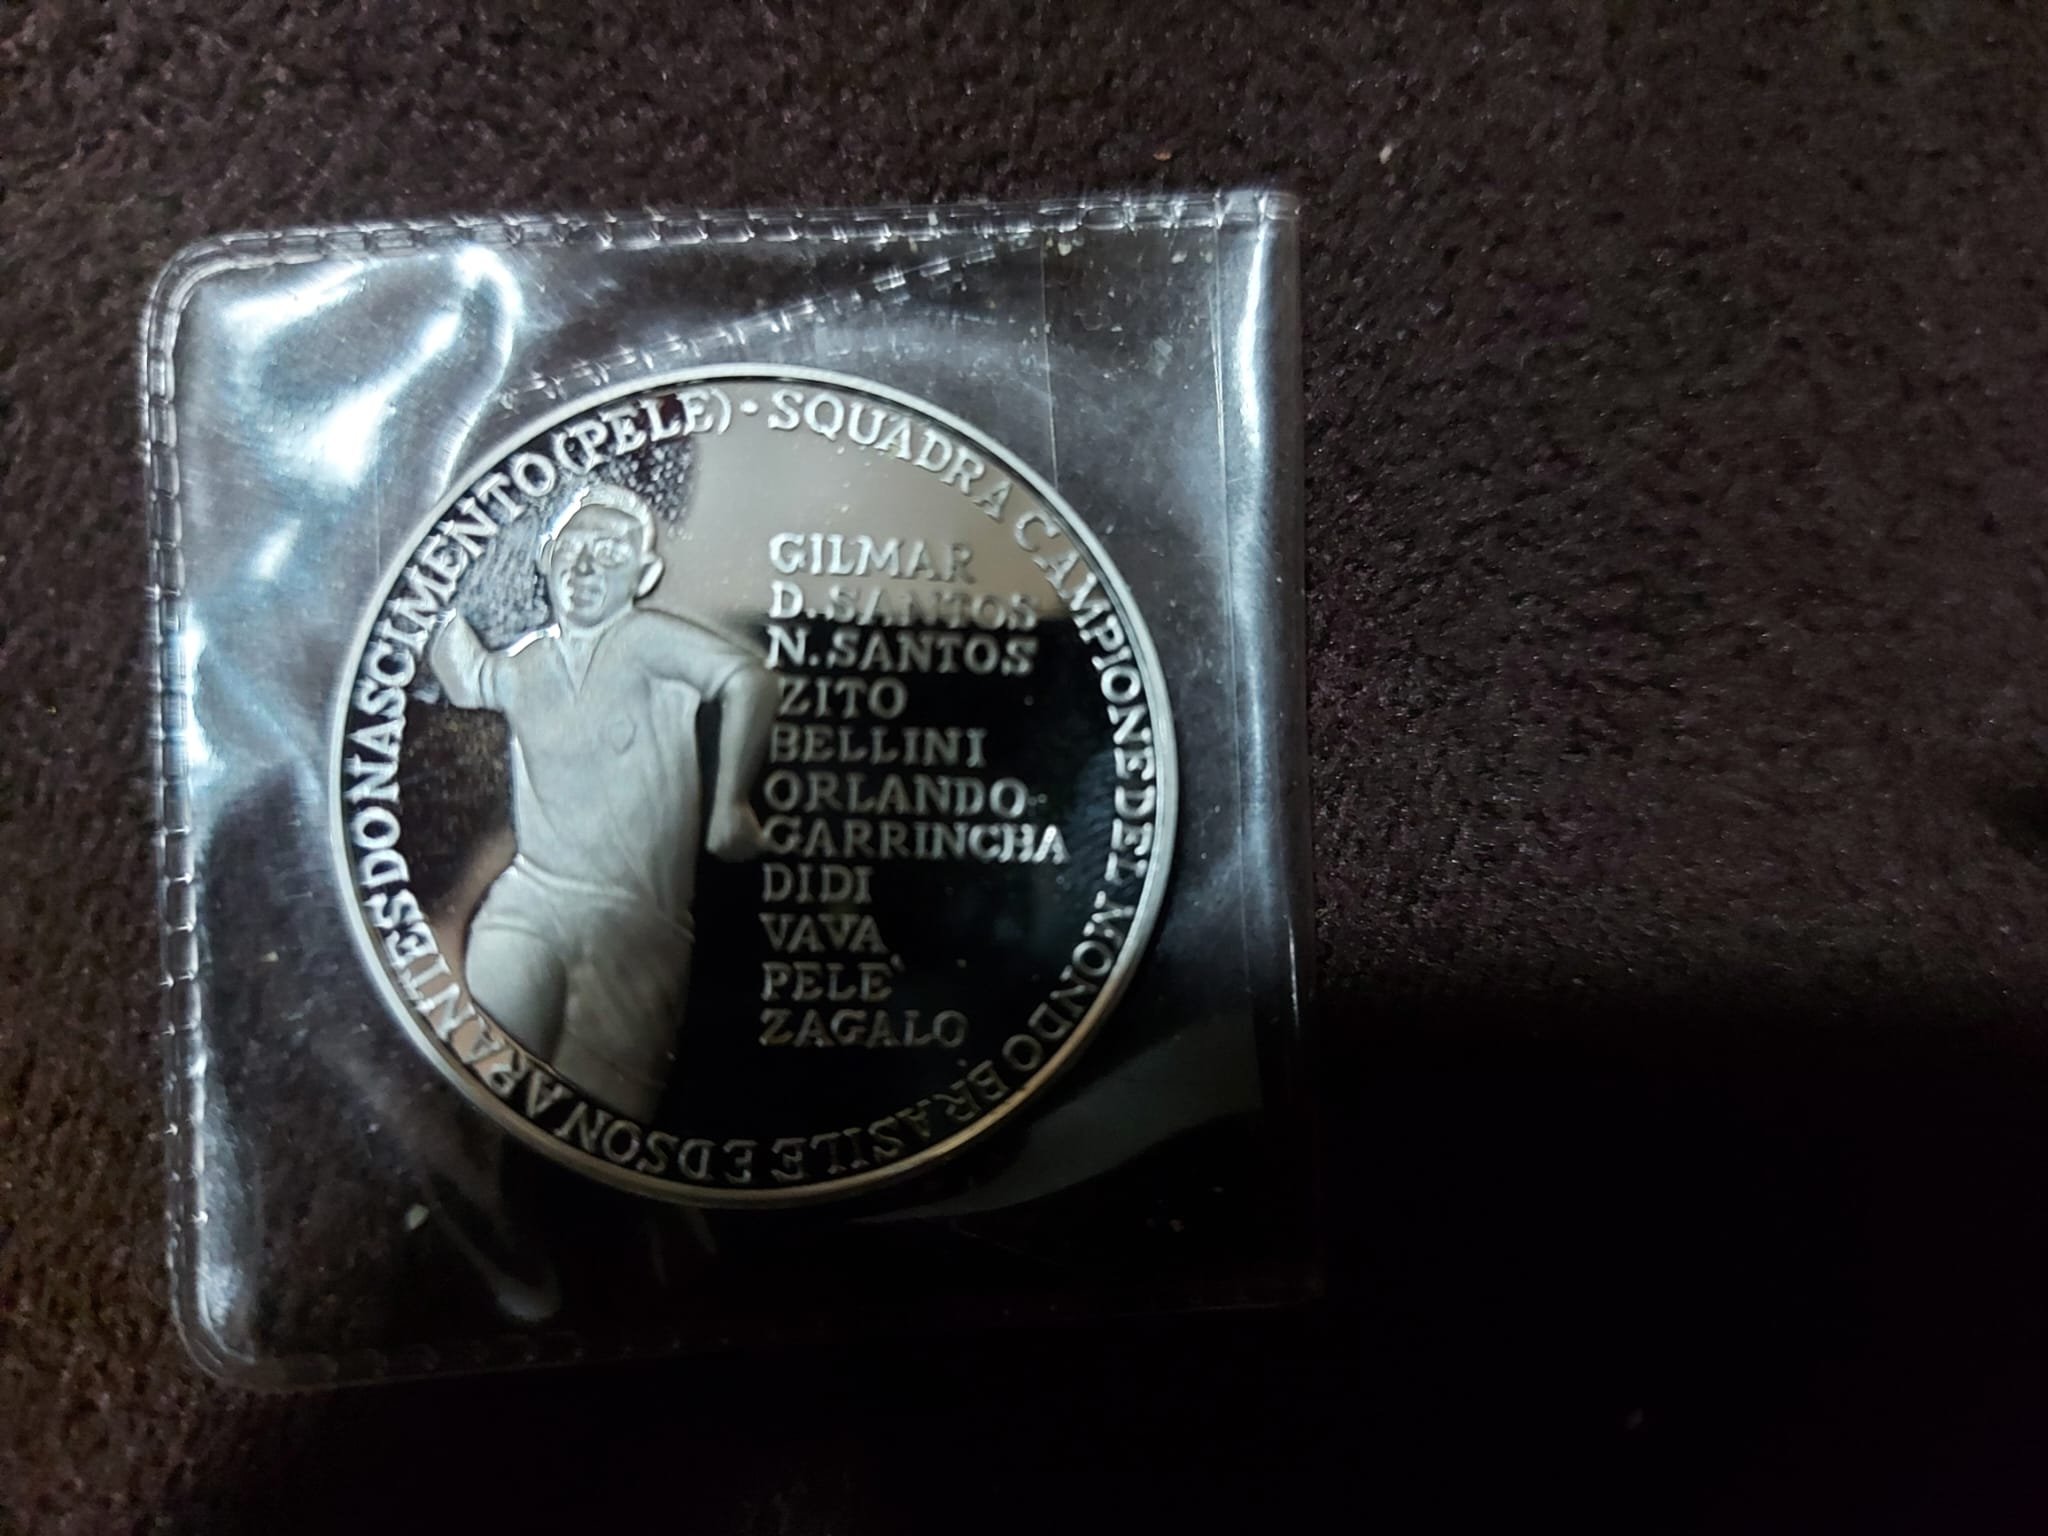 SQUADRA CAMPIONE DEL MONDO BRASILE EDSON ARANTES DO NASCIMENTO (PELE) •
GILMAR
D. SANTOS
N. SANTOS
ZITO
BELLINI
ORLANDO
GARRINCHA
DIDI
VAVA
PELE'
ZAGALO